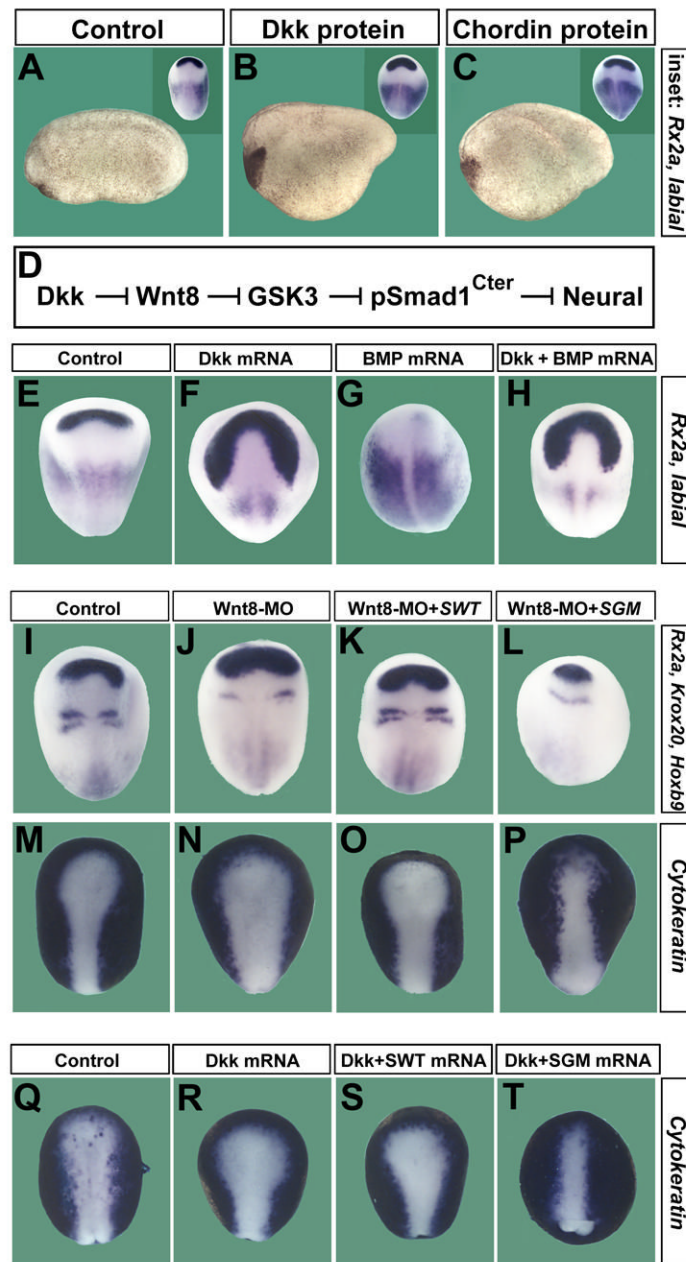 Control Dkk protein Chordin protein
A B C
inset: Rx2a, labial
D
Dkk ⊣ Wnt8 ⊣ GSK3 ⊣ pSmad1Cter ⊣ Neural
Control Dkk mRNA BMP mRNA Dkk + BMP mRNA
E F G H
Rx2a, labial
Control Wnt8-MO Wnt8-MO+SWT Wnt8-MO+SGM
I J K L
Rx2a, Krox20, Hoxb9
M N O P
Cytokeratin
Control Dkk mRNA Dkk+SWT mRNA Dkk+SGM mRNA
Q R S T
Cytokeratin